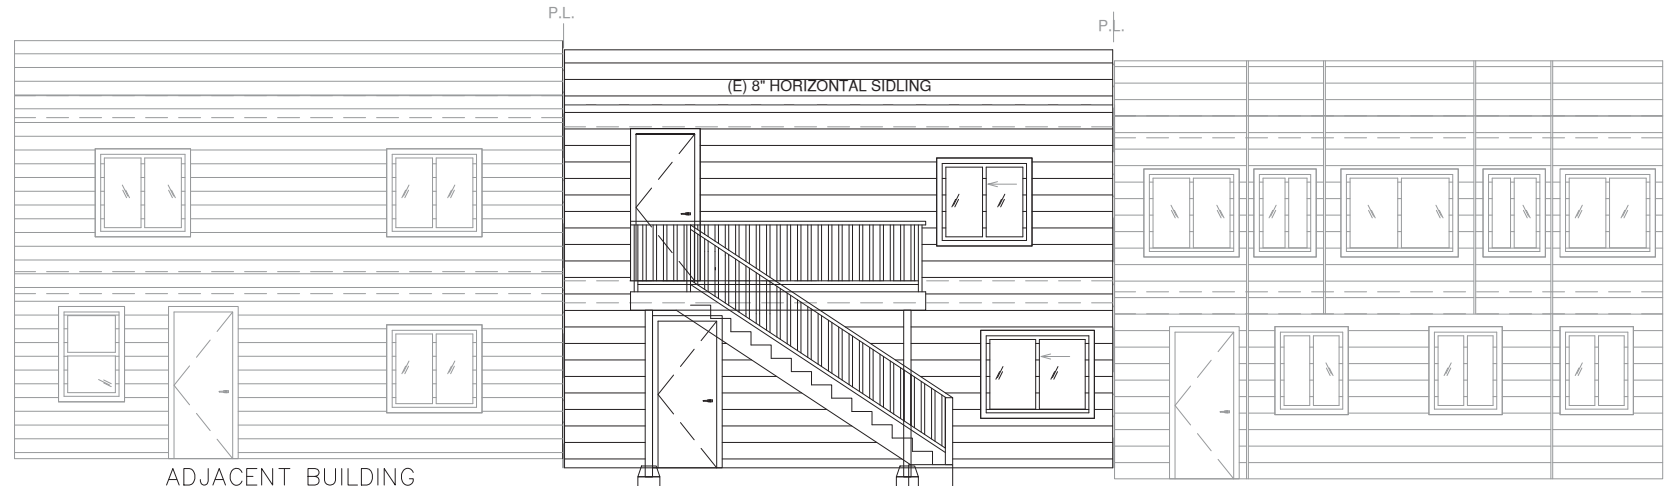 P.L.
P.L.
(E) 8" HORIZONTAL SIDLING
ADJACENT BUILDING